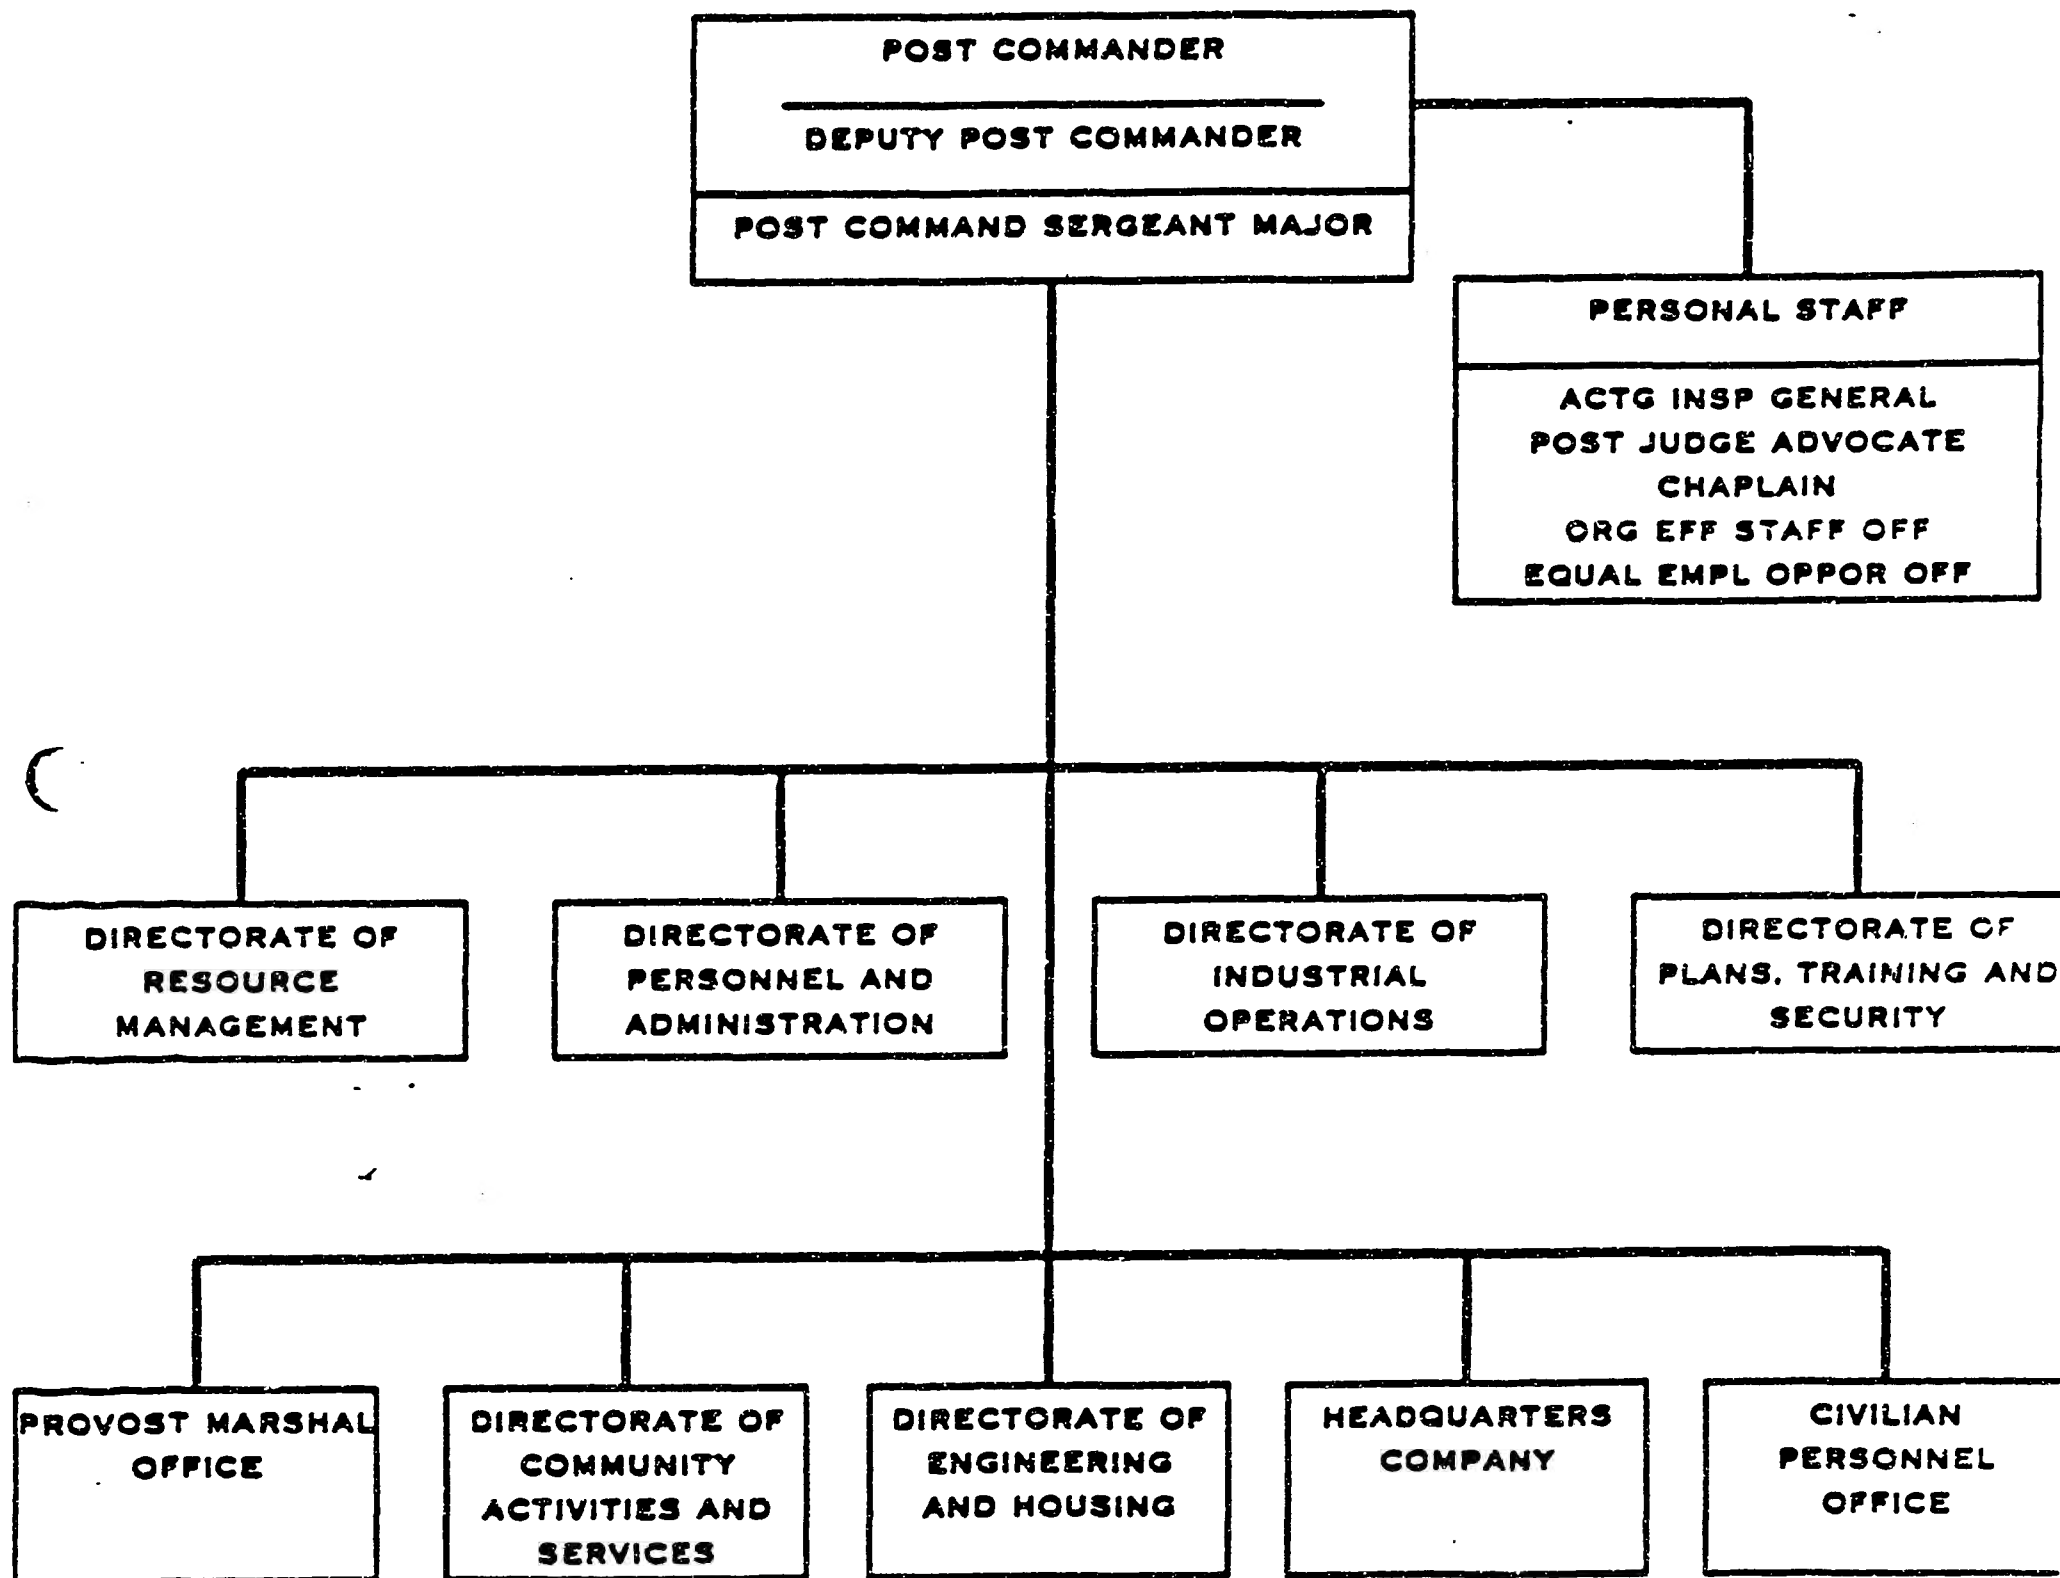 POST COMMANDER
DEPUTY POST COMMANDER
POST COMMAND SERGEANT MAJOR
PERSONAL STAFF
ACTG INSP GENERAL
POST JUDGE ADVOCATE
CHAPLAIN
ORG EFF STAFF OFF
EQUAL EMPL OPPOR OFF
DIRECTORATE OF
RESOURCE
MANAGEMENT
DIRECTORATE OF
PERSONNEL AND
ADMINISTRATION
DIRECTORATE OF
INDUSTRIAL
OPERATIONS
DIRECTORATE OF
PLANS, TRAINING AND
SECURITY
PROVOST MARSHAL
OFFICE
DIRECTORATE OF
COMMUNITY
ACTIVITIES AND
SERVICES
DIRECTORATE OF
ENGINEERING
AND HOUSING
HEADQUARTERS
COMPANY
CIVILIAN
PERSONNEL
OFFICE